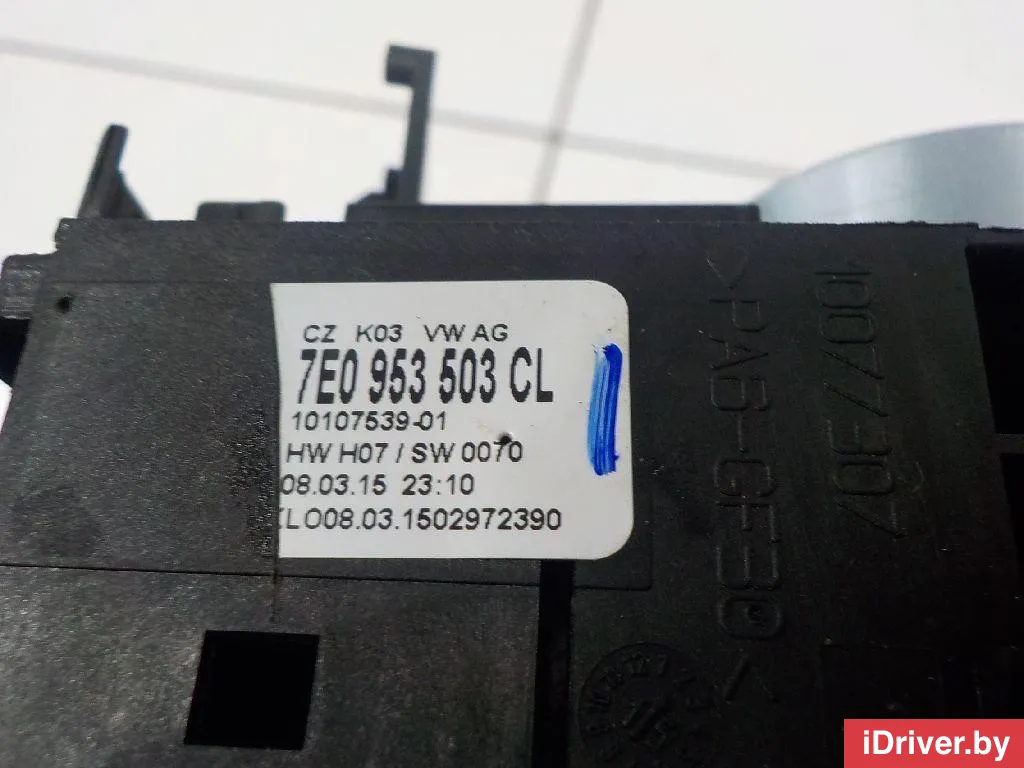 CZ K03 VW AG
7E0 953 503 CL
10107539-01
HW H07 / SW 0070
08.03.15 23:10
LO08.03.1502972390
>PA6-GF30<
iDriver.by